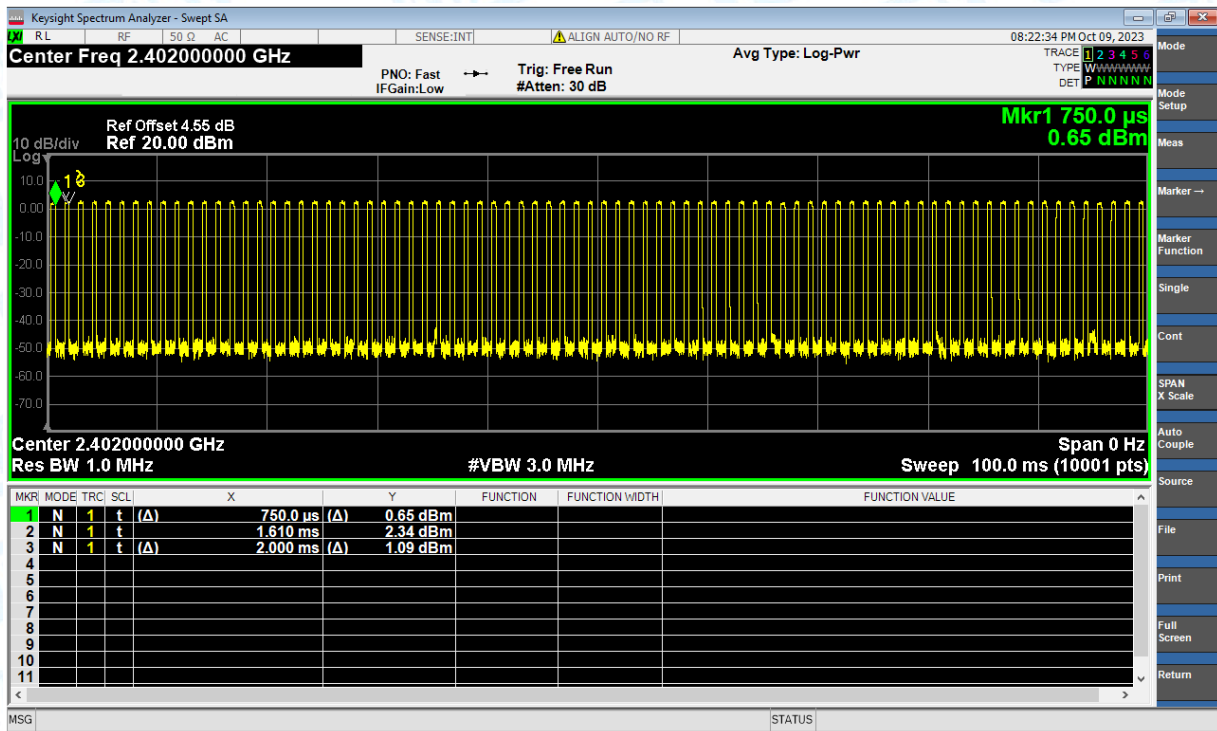 Keysight Spectrum Analyzer - Swept SA
LXI RL RF 50 Ω AC SENSE:INT ALIGN AUTO/NO RF 08:22:34 PM Oct 09, 2023
Center Freq 2.402000000 GHz
PNO: Fast
IFGain:Low
Trig: Free Run
#Atten: 30 dB
Avg Type: Log-Pwr
TRACE 1 2 3 4 5 6
TYPE WWWWWW
DET P N N N N N
Ref Offset 4.55 dB
10 dB/div Ref 20.00 dBm
Log
Mkr1 750.0 µs
0.65 dBm
10.0
0.00
-10.0
-20.0
-30.0
-40.0
-50.0
-60.0
-70.0
1
Center 2.402000000 GHz Span 0 Hz
Res BW 1.0 MHz #VBW 3.0 MHz Sweep 100.0 ms (10001 pts)
MKR MODE TRC SCL X Y FUNCTION FUNCTION WIDTH FUNCTION VALUE
1 N 1 t (Δ) 750.0 µs (Δ) 0.65 dBm
2 N 1 t 1.610 ms 2.34 dBm
3 N 1 t (Δ) 2.000 ms (Δ) 1.09 dBm
4
5
6
7
8
9
10
11
MSG STATUS
Mode
Mode
Setup
Meas
Marker →
Marker
Function
Single
Cont
SPAN
X Scale
Auto
Couple
Source
File
Print
Full
Screen
Return